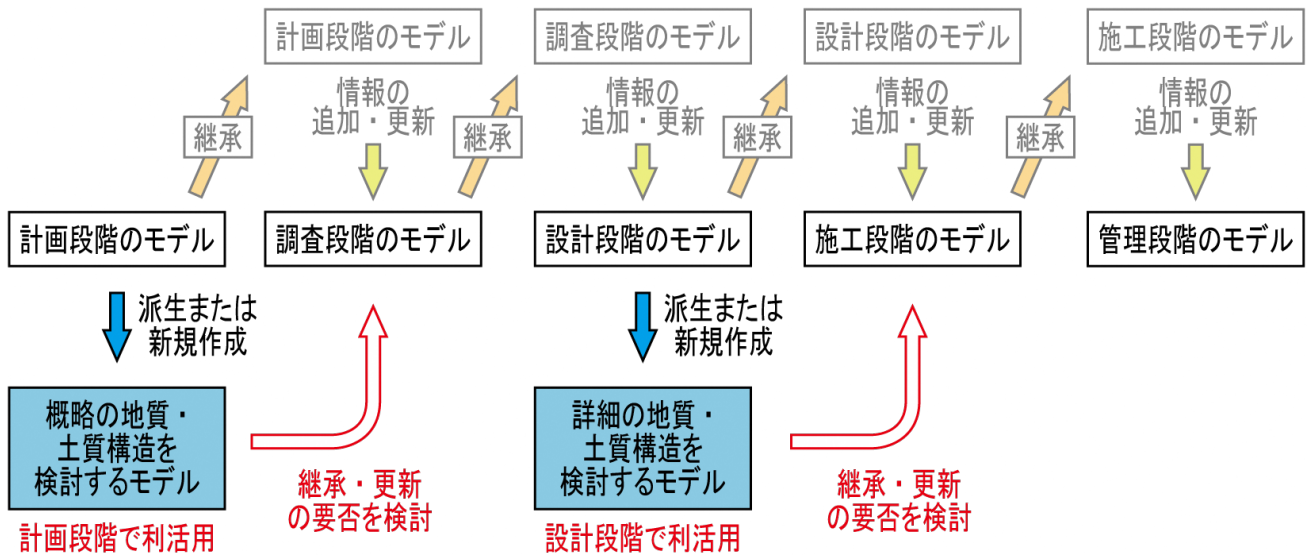 計画段階のモデル
調査段階のモデル
設計段階のモデル
施工段階のモデル
継承
情報の
追加・更新
継承
情報の
追加・更新
継承
情報の
追加・更新
継承
情報の
追加・更新
計画段階のモデル
調査段階のモデル
設計段階のモデル
施工段階のモデル
管理段階のモデル
派生または
新規作成
派生または
新規作成
概略の地質・
土質構造を
検討するモデル
計画段階で利活用
継承・更新
の要否を検討
詳細の地質・
土質構造を
検討するモデル
設計段階で利活用
継承・更新
の要否を検討